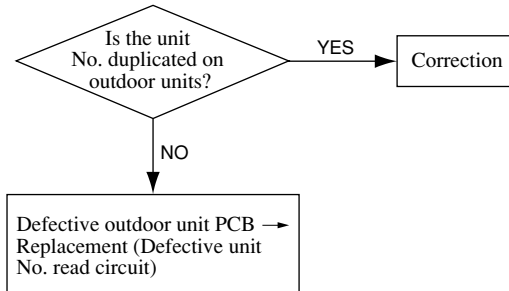 Is the unit
No. duplicated on
outdoor units?
YES
Correction
NO
Defective outdoor unit PCB →
Replacement (Defective unit
No. read circuit)